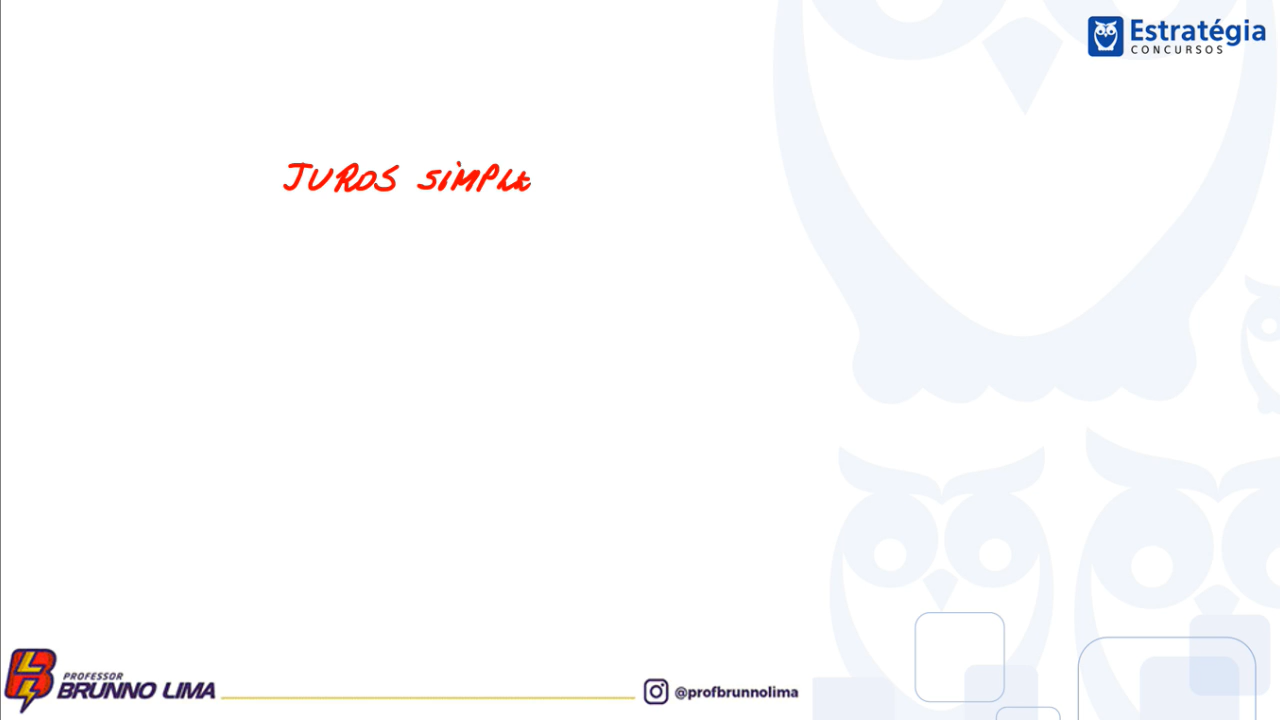 Estratégia
CONCURSOS
JUROS SIMPLE
PROFESSOR
BRUNNO LIMA
@profbrunnolima